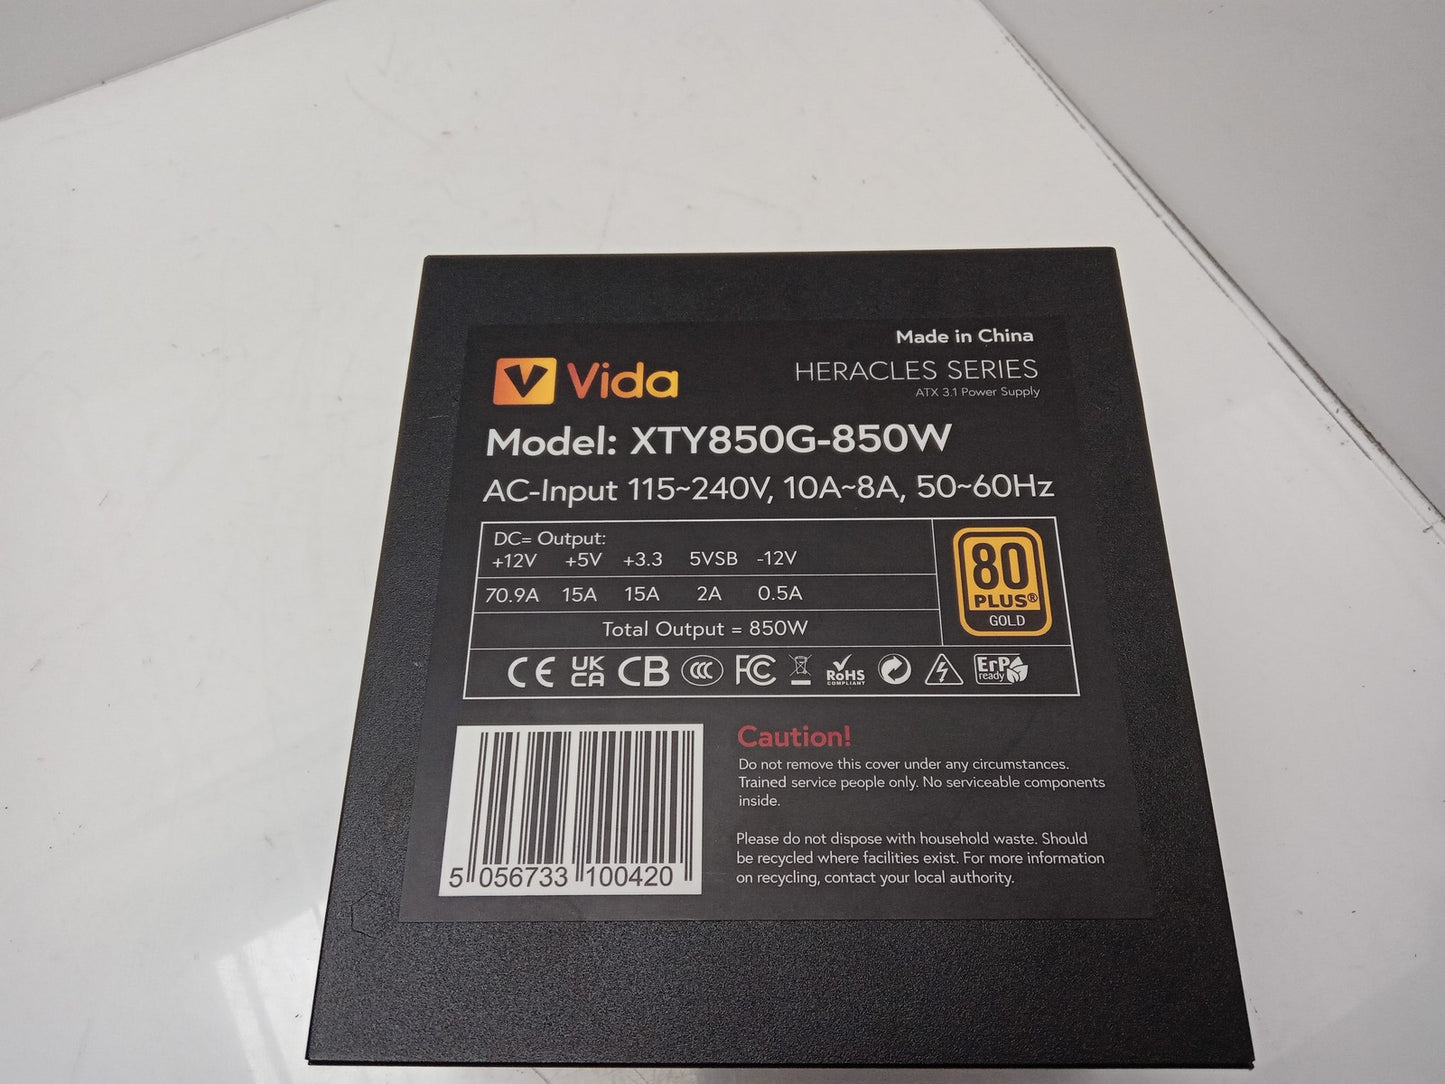 Made in China
Vida
HERACLES SERIES
ATX 3.1 Power Supply
Model: XTY850G-850W
AC-Input 115~240V, 10A~8A, 50~60Hz
DC= Output:
+12V +5V +3.3 5VSB -12V
70.9A 15A 15A 2A 0.5A
Total Output = 850W
80
PLUS®
GOLD
CE UK CA CB CCC FC RoHS COMPLIANT ErP ready
5 056733 100420
Caution!
Do not remove this cover under any circumstances.
Trained service people only. No serviceable components
inside.
Please do not dispose with household waste. Should
be recycled where facilities exist. For more information
on recycling, contact your local authority.